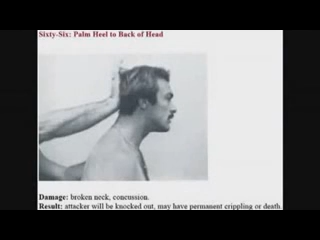 Sixty-Six: Palm Heel to Back of Head
Damage: broken neck, concussion.
Result: attacker will be knocked out, may have permanent crippling or death.